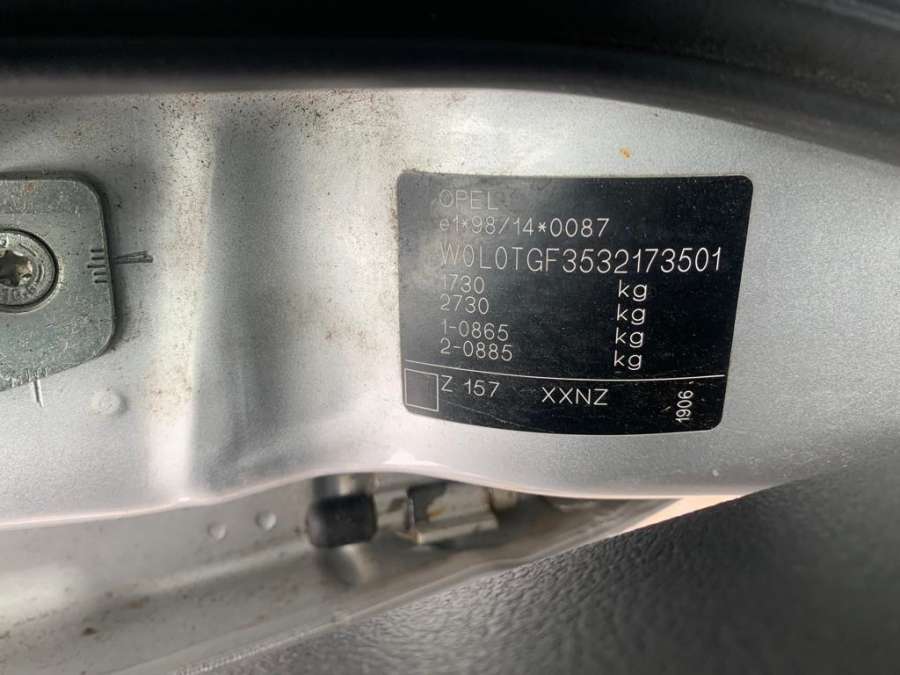 OPEL
e1*98/14*0087
W0L0TGF3532173501
1730 kg
2730 kg
1-0865 kg
2-0885 kg
Z 157 XXNZ
1906